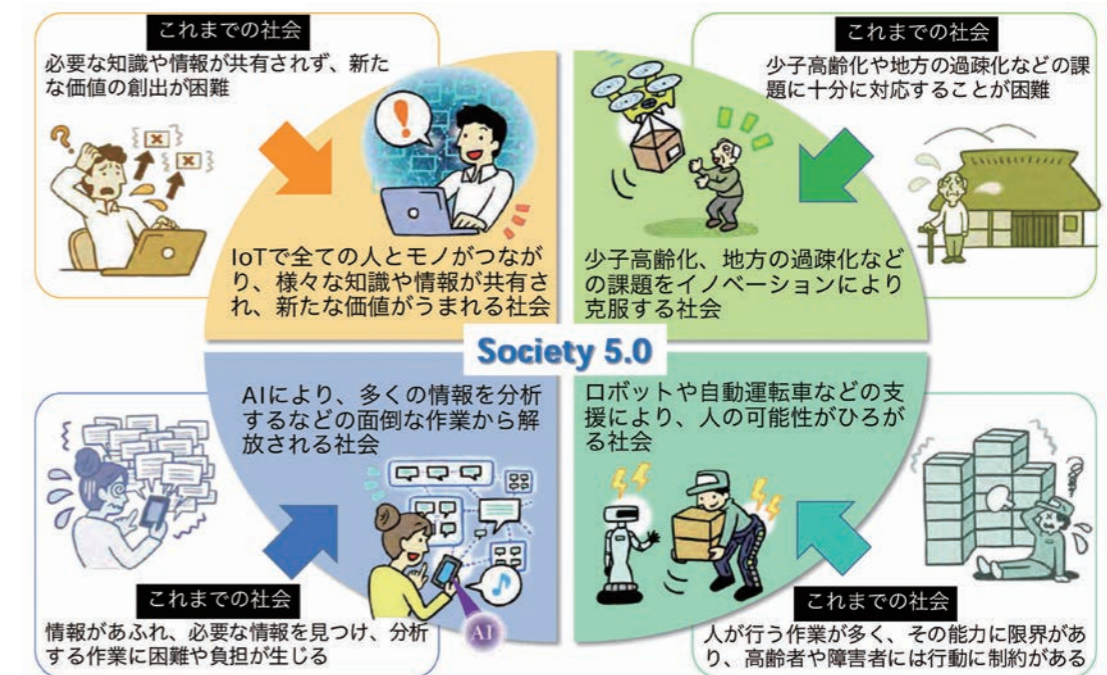 これまでの社会
必要な知識や情報が共有されず、新た
な価値の創出が困難
IoTで全ての人とモノがつなが
り、様々な知識や情報が共有さ
れ、新たな価値がうまれる社会
これまでの社会
少子高齢化や地方の過疎化などの課
題に十分に対応することが困難
少子高齢化、地方の過疎化など
の課題をイノベーションにより
克服する社会
Society 5.0
AIにより、多くの情報を分析
するなどの面倒な作業から解
放される社会
AI
これまでの社会
情報があふれ、必要な情報を見つけ、分析
する作業に困難や負担が生じる
ロボットや自動運転車などの支
援により、人の可能性がひろが
る社会
これまでの社会
人が行う作業が多く、その能力に限界があ
り、高齢者や障害者には行動に制約がある